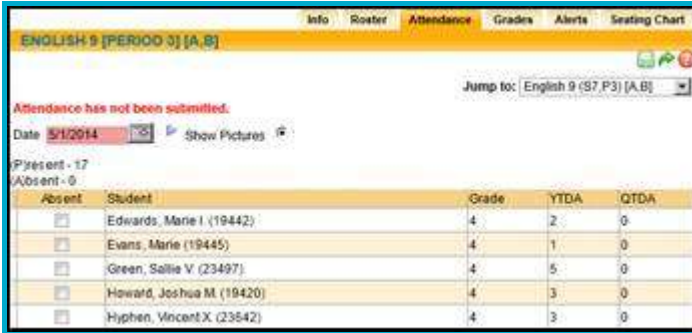 Info Roster Attendance Grades Alerts Seating Chart
ENGLISH 9 [PERIOD 3] [A,B]
Jump to: English 9 (S7,P3) [A,B]
Attendance has not been submitted.
Date 5/1/2014 Show Pictures
(P)resent - 17
(A)bsent - 0
Absent Student Grade YTDA QTDA
Edwards, Marie I. (19442) 4 2 0
Evans, Marie (19445) 4 1 0
Green, Sallie V. (23497) 4 5 0
Howard, Joshua M. (19420) 4 3 0
Hyphen, Vincent X. (23642) 4 3 0